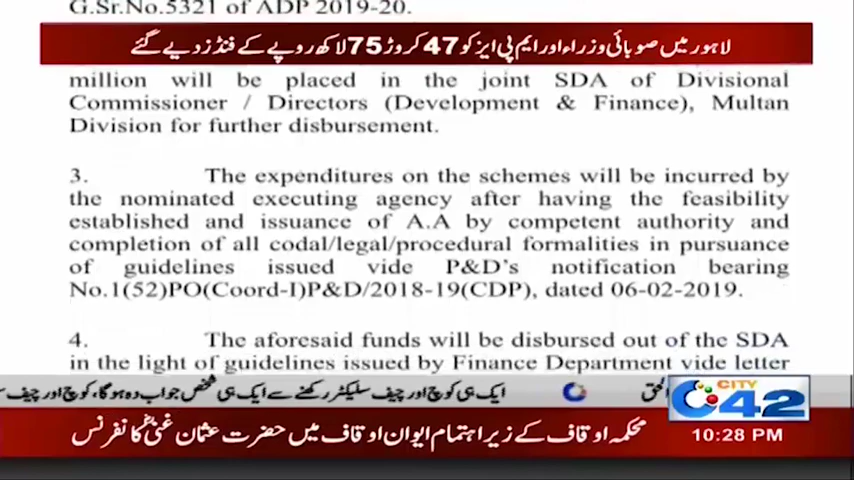 G.Sr.No.5321 of ADP 2019-20.
لاہور میں صوبائی وزراء اور ایم پی ایز کو 47 کروڑ 75 لاکھ روپے کے فنڈز دیے گئے
million will be placed in the joint SDA of Divisional
Commissioner / Directors (Development & Finance), Multan
Division for further disbursement.
3. The expenditures on the schemes will be incurred by
the nominated executing agency after having the feasibility
established and issuance of A.A by competent authority and
completion of all codal/legal/procedural formalities in pursuance
of guidelines issued vide P&D's notification bearing
No.1(52)PO(Coord-I)P&D/2018-19(CDP), dated 06-02-2019.
4. The aforesaid funds will be disbursed out of the SDA
in the light of guidelines issued by Finance Department vide letter
الحق
ایک ہی کوچ اور چیف سلیکٹر رکھنے سے ایک ہی شخص جواب دہ ہوگا، کوچ اور چیف
CITY
42
محکمہ اوقاف کے زیر اہتمام ایوان اوقاف میں حضرت عثمان غنیؓ کانفرنس
10:28 PM